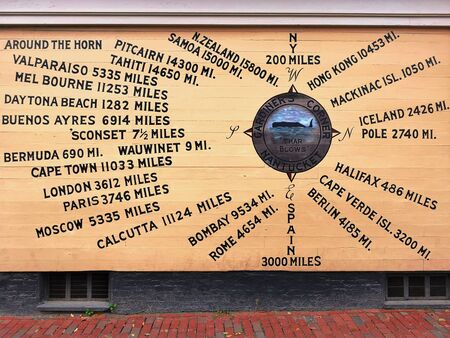 AROUND THE HORN
VALPARAISO 5335 MILES
MEL BOURNE 11253 MILES
DAYTONA BEACH 1282 MILES
BUENOS AYRES 6914 MILES
'SCONSET 7½ MILES
BERMUDA 690 MI.
WAUWINET 9 MI.
CAPE TOWN 11033 MILES
LONDON 3612 MILES
PARIS 3746 MILES
MOSCOW 5335 MILES
CALCUTTA 11124 MILES
PITCAIRN 14300 MI.
TAHITI 14650 MI.
SAMOA 15000 MI.
N. ZEALAND 15800 MI.
NY
200 MILES
W
HONG KONG 10453 MI.
MACKINAC ISL. 1050 MI.
ICELAND 2426 MI.
POLE 2740 MI.
S
GARDNER'S CORNER
THAR
BLOWS
NANTUCKET
N
E
HALIFAX 486 MILES
CAPE VERDE ISL. 3200 MI.
BERLIN 4185 MI.
SPAIN
3000 MILES
BOMBAY 9534 MI.
ROME 4654 MI.